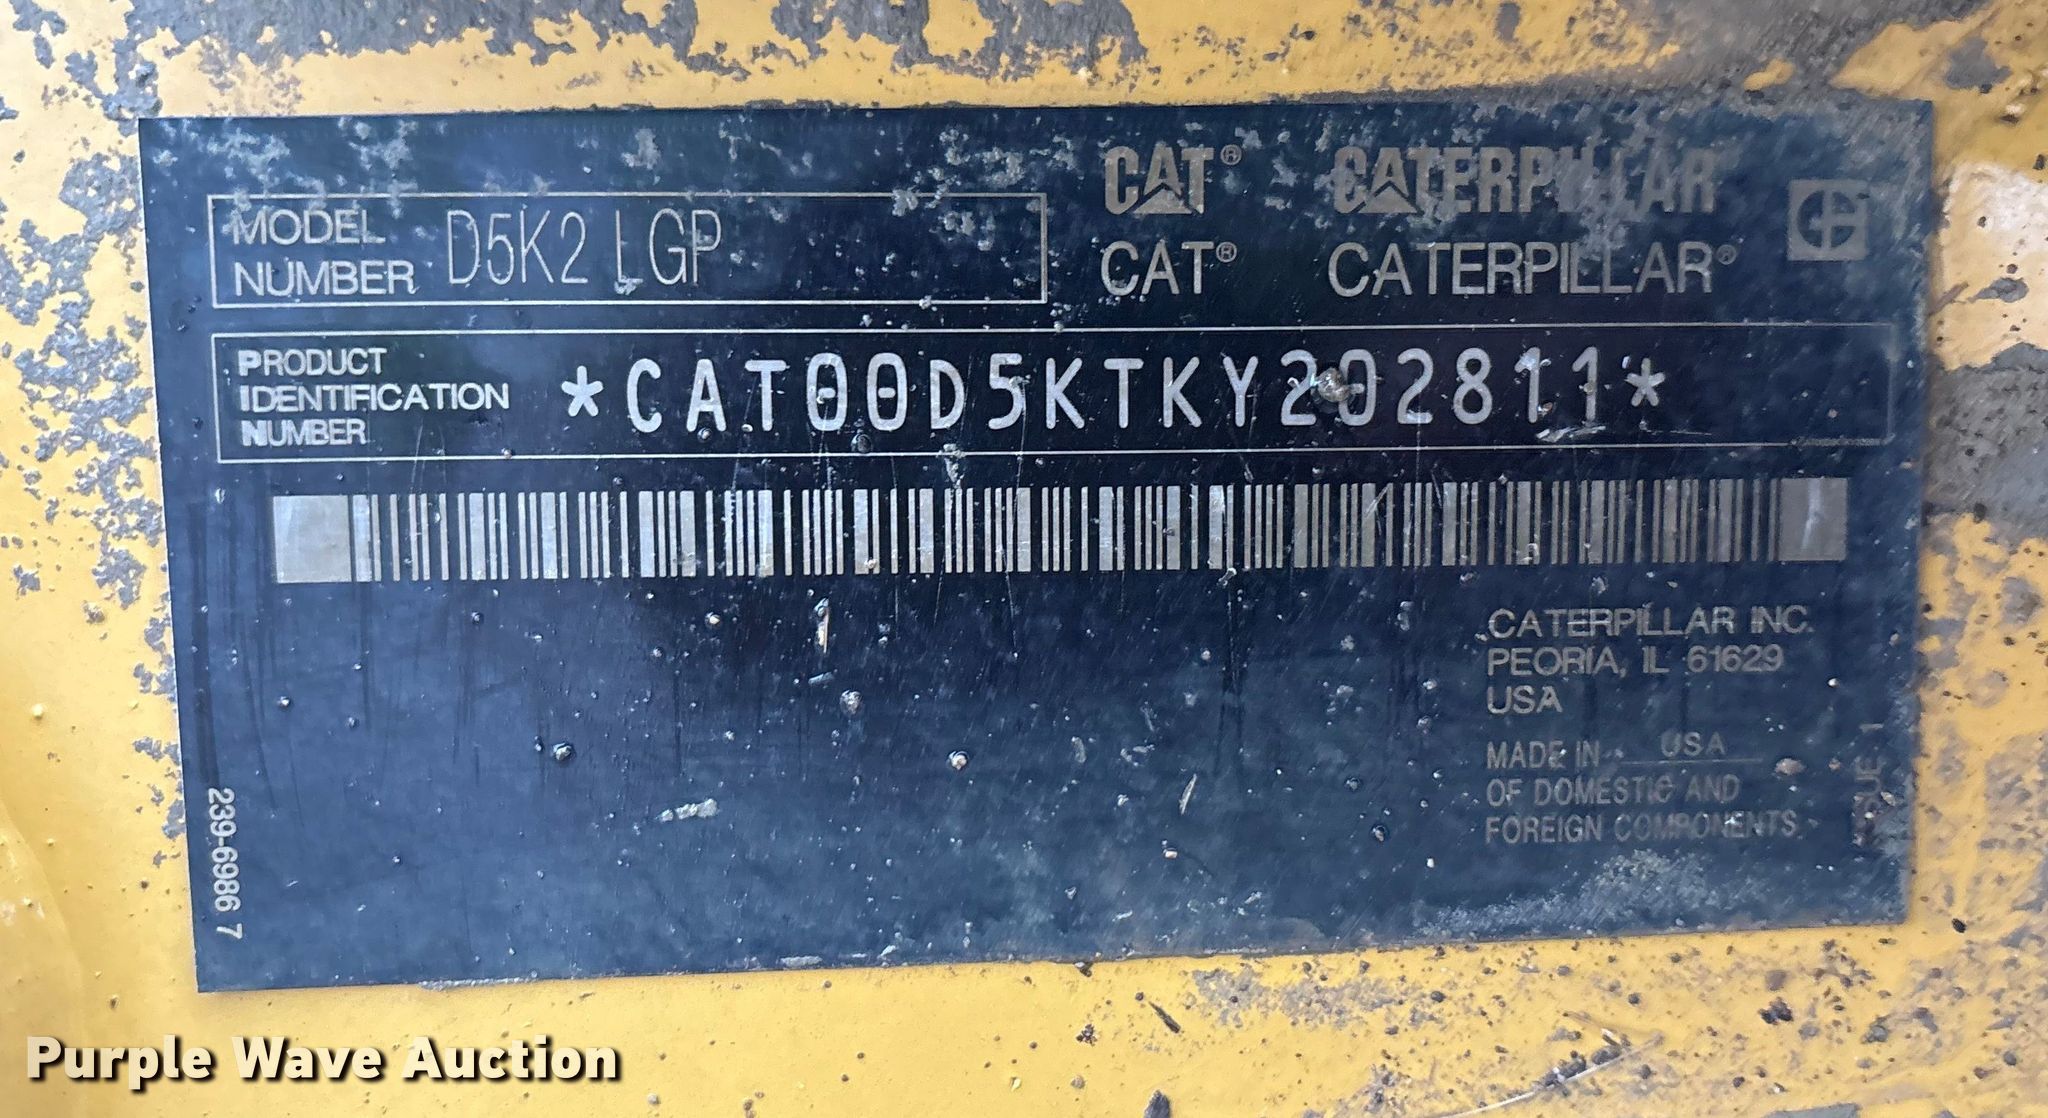 MODEL
NUMBER D5K2 LGP
CAT® CATERPILLAR
CAT® CATERPILLAR®
PRODUCT
IDENTIFICATION
NUMBER
*CAT00D5KTKY202811*
CATERPILLAR INC.
PEORIA, IL 61629
USA
MADE IN USA
OF DOMESTIC AND
FOREIGN COMPONENTS
239-6986 7
Purple Wave Auction